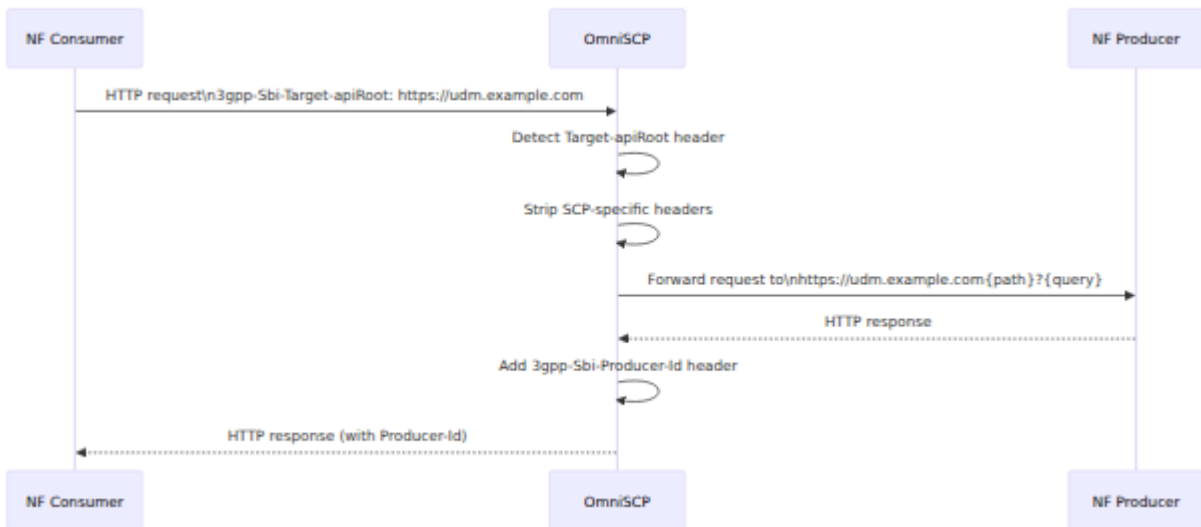 NF Consumer
OmniSCP
NF Producer
HTTP request\n3gpp-Sbi-Target-apiRoot: https://udm.example.com
Detect Target-apiRoot header
Strip SCP-specific headers
Forward request to\nhttps://udm.example.com{path}?{query}
HTTP response
Add 3gpp-Sbi-Producer-Id header
HTTP response (with Producer-Id)
NF Consumer
OmniSCP
NF Producer